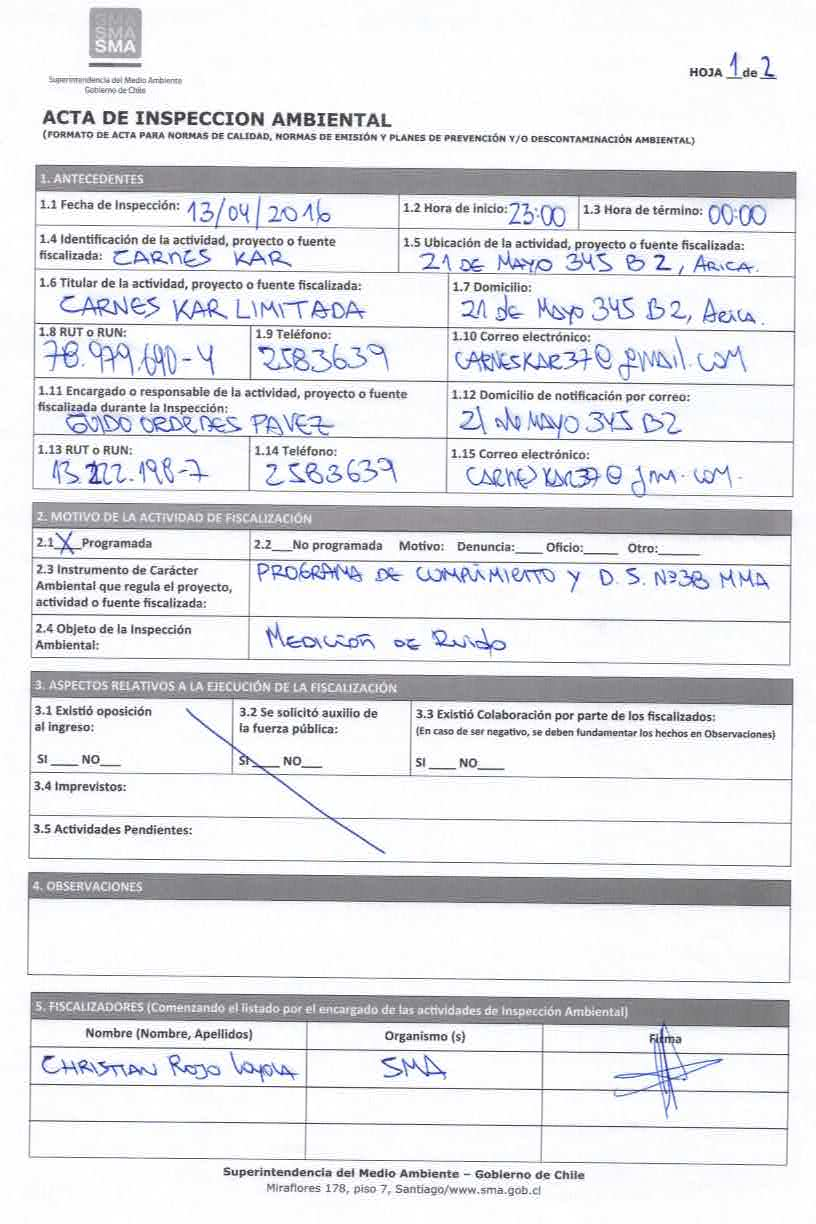 SMA
SMA
SMA
Superintendencia del Medio Ambiente
Gobierno de Chile
HOJA 1 de 2
ACTA DE INSPECCION AMBIENTAL
(FORMATO DE ACTA PARA NORMAS DE CALIDAD, NORMAS DE EMISIÓN Y PLANES DE PREVENCIÓN Y/O DESCONTAMINACIÓN AMBIENTAL)
1. ANTECEDENTES
1.1 Fecha de Inspección: 13/04/2016
1.2 Hora de inicio: 23:00
1.3 Hora de término: 00:00
1.4 Identificación de la actividad, proyecto o fuente
fiscalizada: CARNES KAR
1.5 Ubicación de la actividad, proyecto o fuente fiscalizada:
21 DE MAYO 345 B 2, ARICA.
1.6 Titular de la actividad, proyecto o fuente fiscalizada:
CARNES KAR LIMITADA
1.7 Domicilio:
21 de Mayo 345 B2, Arica.
1.8 RUT o RUN:
78.979.690-4
1.9 Teléfono:
2583639
1.10 Correo electrónico:
CARNESKAR37@gmail.com
1.11 Encargado o responsable de la actividad, proyecto o fuente
fiscalizada durante la Inspección:
GUIDO ORDENES PAVEZ
1.12 Domicilio de notificación por correo:
21 de MAYO 345 B2
1.13 RUT o RUN:
13.222.198-7
1.14 Teléfono:
2583639
1.15 Correo electrónico:
CARNESKAR37@
2. MOTIVO DE LA ACTIVIDAD DE FISCALIZACIÓN
2.1 X Programada
2.2___No programada Motivo: Denuncia:____ Oficio:_____ Otro:______
2.3 Instrumento de Carácter
Ambiental que regula el proyecto,
actividad o fuente fiscalizada:
PROGRAMA DE CUMPLIMIENTO Y D.S. Nº38 MMA
2.4 Objeto de la Inspección
Ambiental:
MEDICIÓN DE RUIDO
3. ASPECTOS RELATIVOS A LA EJECUCIÓN DE LA FISCALIZACIÓN
3.1 Existió oposición
al ingreso:
SI ____ NO___
3.2 Se solicitó auxilio de
la fuerza pública:
SI ____ NO___
3.3 Existió Colaboración por parte de los fiscalizados:
(En caso de ser negativo, se deben fundamentar los hechos en Observaciones)
SI ____ NO____
3.4 Imprevistos:
3.5 Actividades Pendientes:
4. OBSERVACIONES
5. FISCALIZADORES (Comenzando el listado por el encargado de las actividades de Inspección Ambiental)
Nombre (Nombre, Apellidos)
Organismo (s)
Firma
CHRISTIAN ROJO LOYOLA
SMA
Superintendencia del Medio Ambiente – Gobierno de Chile
Miraflores 178, piso 7, Santiago/www.sma.gob.cl